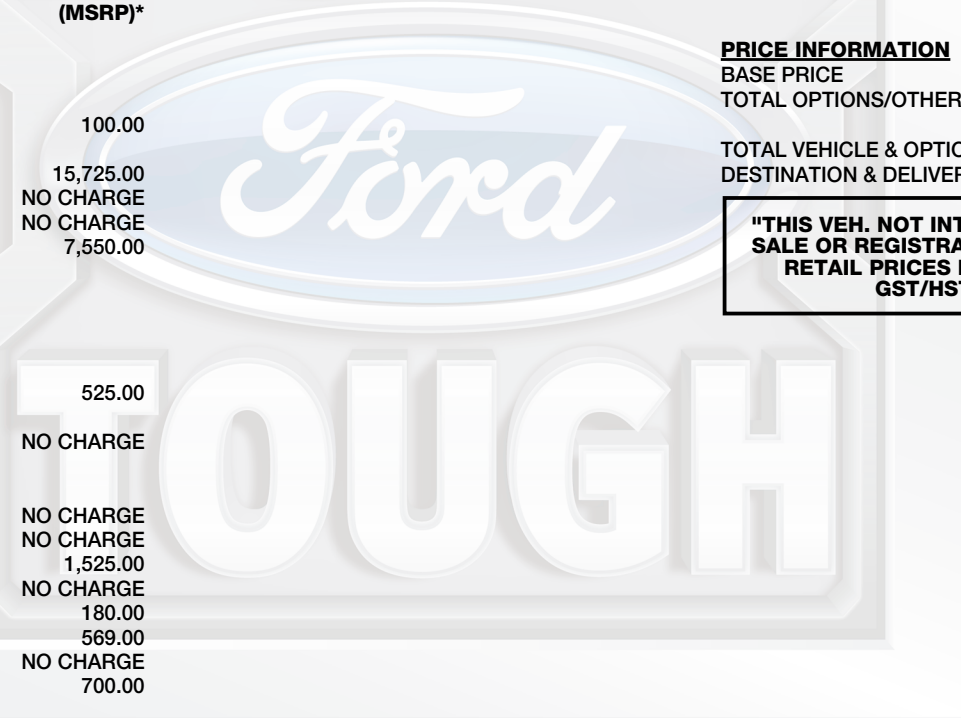 (MSRP)*
100.00
15,725.00
NO CHARGE
NO CHARGE
7,550.00
525.00
NO CHARGE
NO CHARGE
NO CHARGE
1,525.00
NO CHARGE
180.00
569.00
NO CHARGE
700.00
PRICE INFORMATION
BASE PRICE
TOTAL OPTIONS/OTHER
TOTAL VEHICLE & OPTIO
DESTINATION & DELIVER
"THIS VEH. NOT INT
SALE OR REGISTRA
RETAIL PRICES
GST/HST
Ford
TOUGH